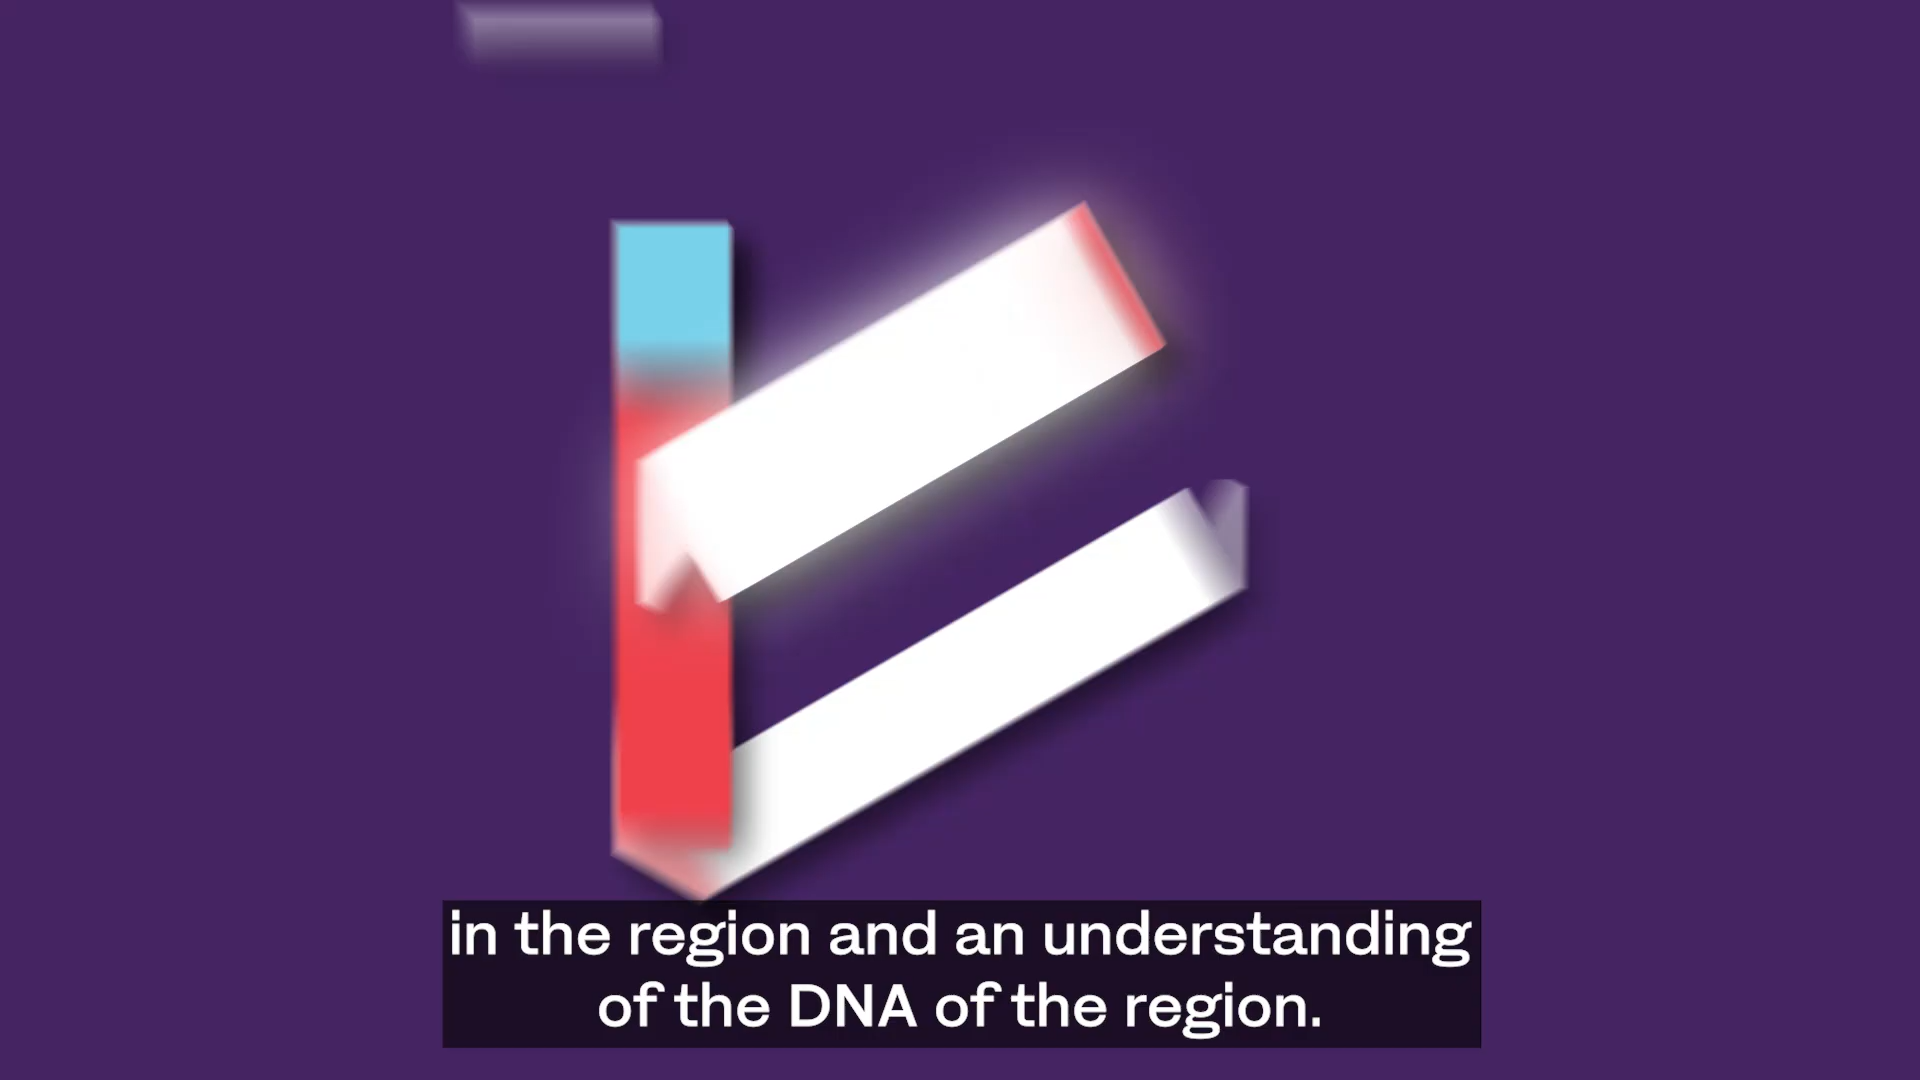 in the region and an understanding
of the DNA of the region.